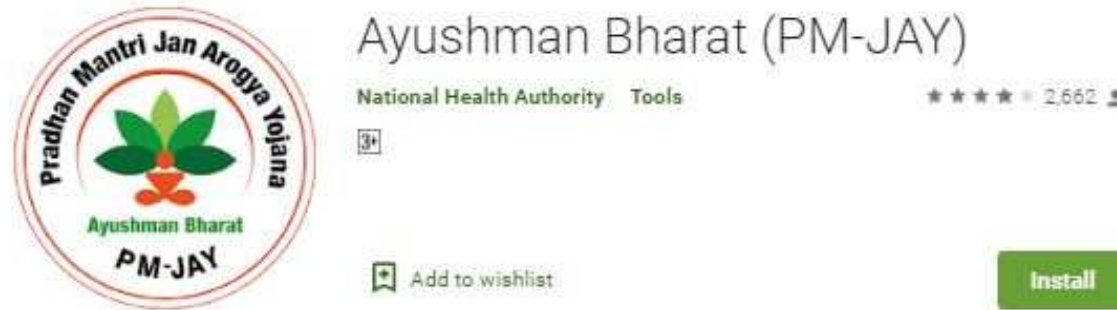 Pradhan Mantri Jan Arogya Yojana
Ayushman Bharat
PM-JAY
Ayushman Bharat (PM-JAY)
National Health Authority Tools
2,662
3+
Add to wishlist
Install